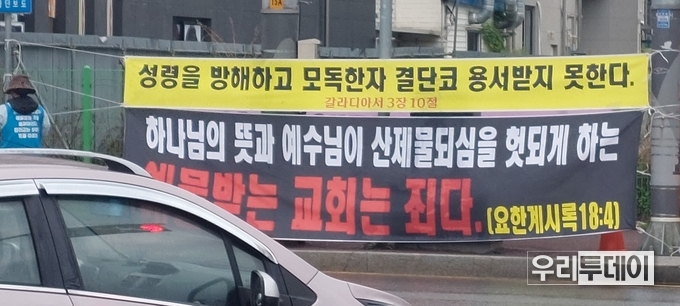 성령을 방해하고 모독한자 결단코 용서받지 못한다.
갈라디아서 3장 10절
하나님의 뜻과 예수님이 산제물되심을 헛되게 하는
받는 교회는 죄다. (요한계시록18:4)
우리투데이